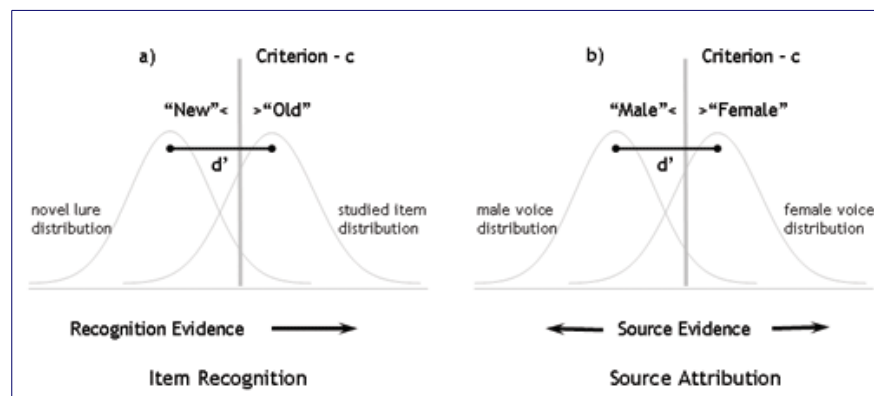 a)
Criterion - c
"New"< >"Old"
d'
novel lure
distribution
studied item
distribution
Recognition Evidence
Item Recognition
b)
Criterion - c
"Male"< >"Female"
d'
male voice
distribution
female voice
distribution
Source Evidence
Source Attribution